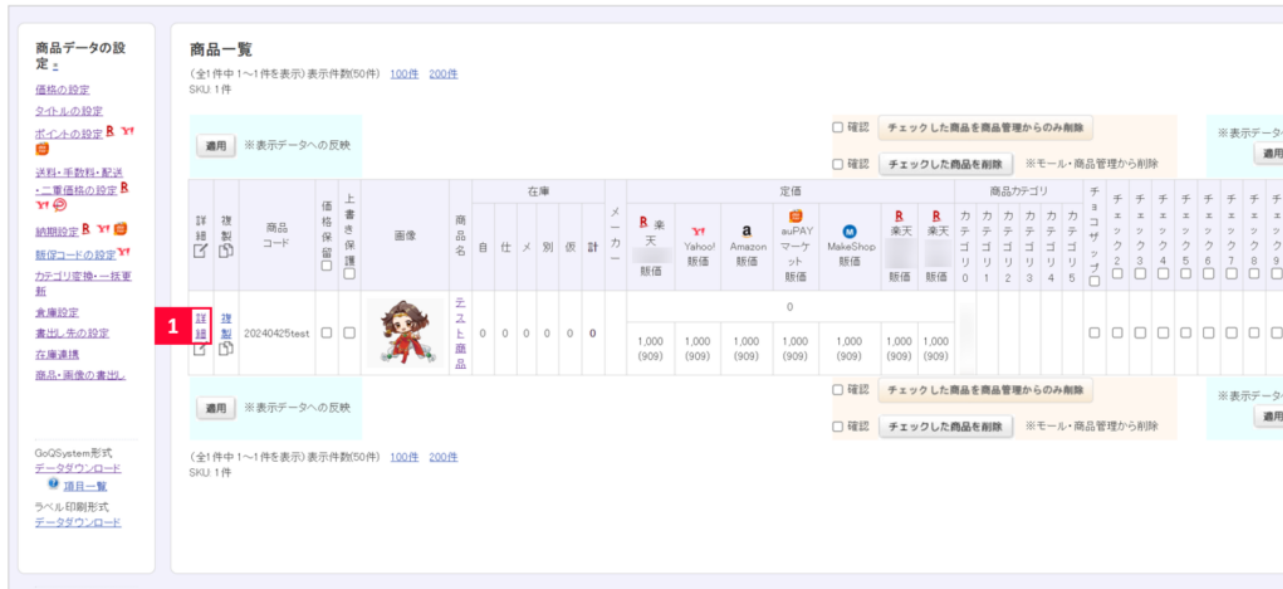 商品データの設
定 -
価格の設定
タイトルの設定
ポイントの設定 R Y!
送料・手数料・配送
・二重価格の設定 R
Y!
納期設定 R Y!
販促コードの設定 Y!
カテゴリ変換・一括更
新
倉庫設定
書出し先の設定
在庫連携
商品・画像の書出し
GoQSystem形式
データダウンロード
項目一覧
ラベル印刷形式
データダウンロード
商品一覧
(全1件中 1～1件を表示) 表示件数(50件) 100件 200件
SKU: 1件
適用 ※表示データへの反映
確認 チェックした商品を商品管理からのみ削除
確認 チェックした商品を削除 ※モール・商品管理から削除
※表示データへ
適用
詳細
複製
商品
コード
価格保留
上書き保護
画像
商品名
在庫
自 仕 メ 別 仮 計
メーカー
定価
R 楽
天
販価
Y!
Yahoo!
販価
a
Amazon
販価
auPAY
マーケ
ット
販価
MakeShop
販価
R
楽天
販価
R
楽天
販価
商品カテゴリ
カテゴリ0
カテゴリ1
カテゴリ2
カテゴリ3
カテゴリ4
カテゴリ5
チョコザップ
チェック2
チェック3
チェック4
チェック5
チェック6
チェック7
チェック8
チェック9
1
詳細
複製
20240425test
テスト商品
0 0 0 0 0 0
0
1,000 1,000 1,000 1,000 1,000 1,000 1,000
(909) (909) (909) (909) (909) (909) (909)
適用 ※表示データへの反映
確認 チェックした商品を商品管理からのみ削除
確認 チェックした商品を削除 ※モール・商品管理から削除
※表示データへ
適用
(全1件中 1～1件を表示) 表示件数(50件) 100件 200件
SKU: 1件